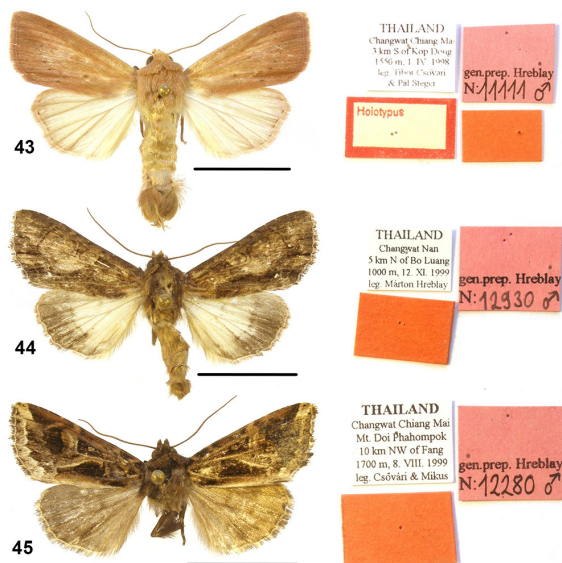 THAILAND
Changwat Chiang Ma
3 km S of Kop Dong
1550 m, 1. IV. 1998
leg. Tibor Csővári
& Pál Steger
gen.prep. Hreblay
N:11111 ♂
Holotypus
43
THAILAND
Changwat Nan
5 km N of Bo Luang
1000 m, 12. XI. 1999
leg. Márton Hreblay
gen.prep. Hreblay
N:12930 ♂
44
THAILAND
Changwat Chiang Mai
Mt. Doi Phahompok
10 km NW of Fang
1700 m, 8. VIII. 1999
leg. Csővári & Mikus
gen.prep. Hreblay
N:12280 ♂
45